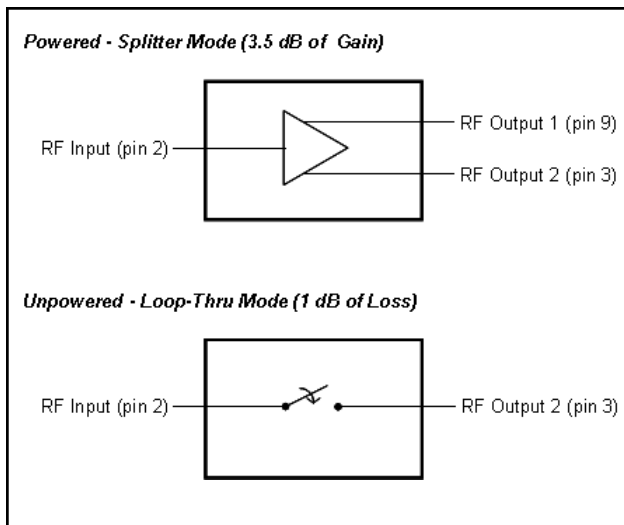 Powered - Splitter Mode (3.5 dB of Gain)
RF Input (pin 2)
RF Output 1 (pin 9)
RF Output 2 (pin 3)
Unpowered - Loop-Thru Mode (1 dB of Loss)
RF Input (pin 2)
RF Output 2 (pin 3)